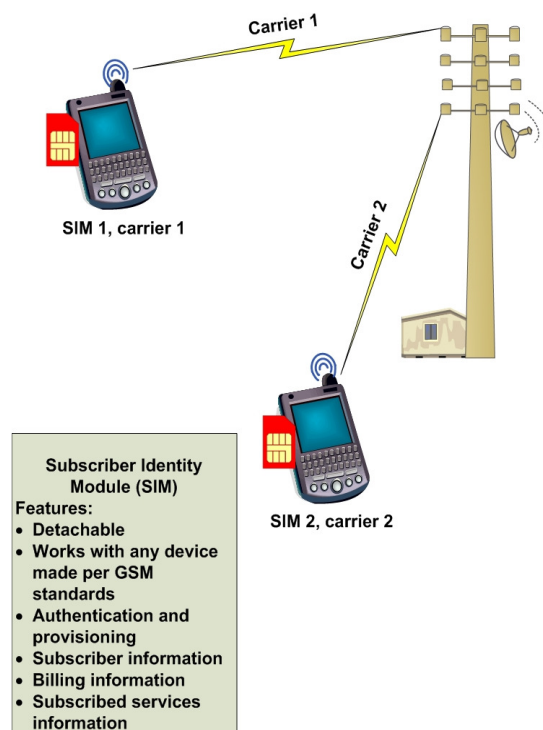 Carrier 1
SIM 1, carrier 1
Carrier 2
SIM 2, carrier 2
Subscriber Identity
Module (SIM)
Features:
• Detachable
• Works with any device
made per GSM
standards
• Authentication and
provisioning
• Subscriber information
• Billing information
• Subscribed services
information